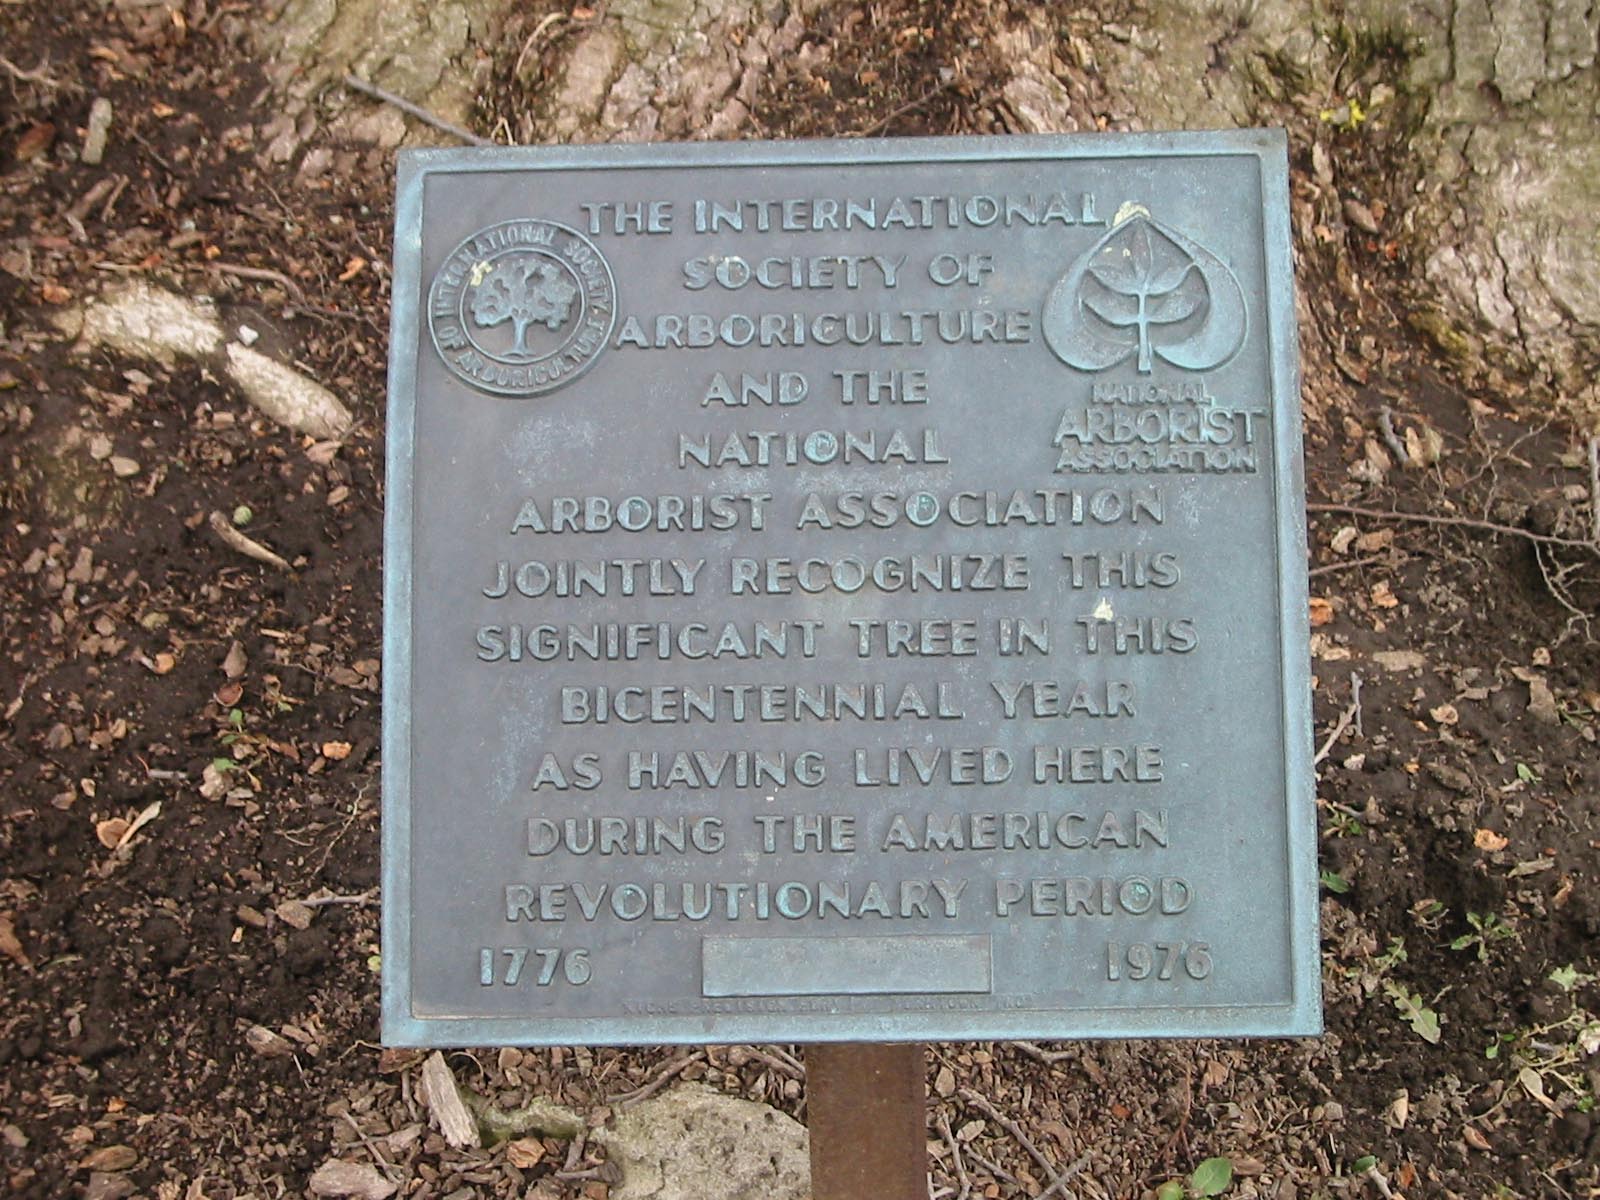 THE INTERNATIONAL
SOCIETY OF
ARBORICULTURE
AND THE
NATIONAL
ARBORIST ASSOCIATION
JOINTLY RECOGNIZE THIS
SIGNIFICANT TREE IN THIS
BICENTENNIAL YEAR
AS HAVING LIVED HERE
DURING THE AMERICAN
REVOLUTIONARY PERIOD
1776 1976
INTERNATIONAL SOCIETY OF ARBORICULTURE
NATIONAL
ARBORIST
ASSOCIATION